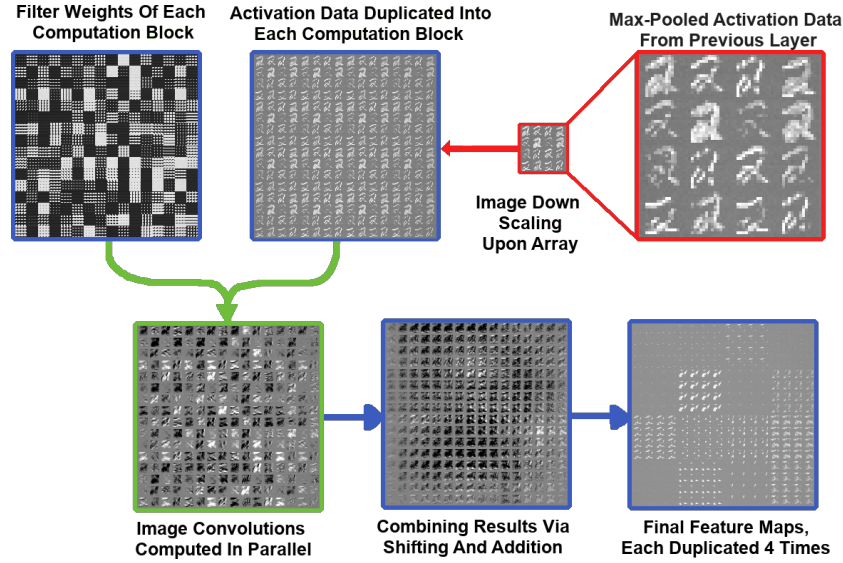 Filter Weights Of Each
Computation Block
Activation Data Duplicated Into
Each Computation Block
Max-Pooled Activation Data
From Previous Layer
Image Down
Scaling
Upon Array
Image Convolutions
Computed In Parallel
Combining Results Via
Shifting And Addition
Final Feature Maps,
Each Duplicated 4 Times